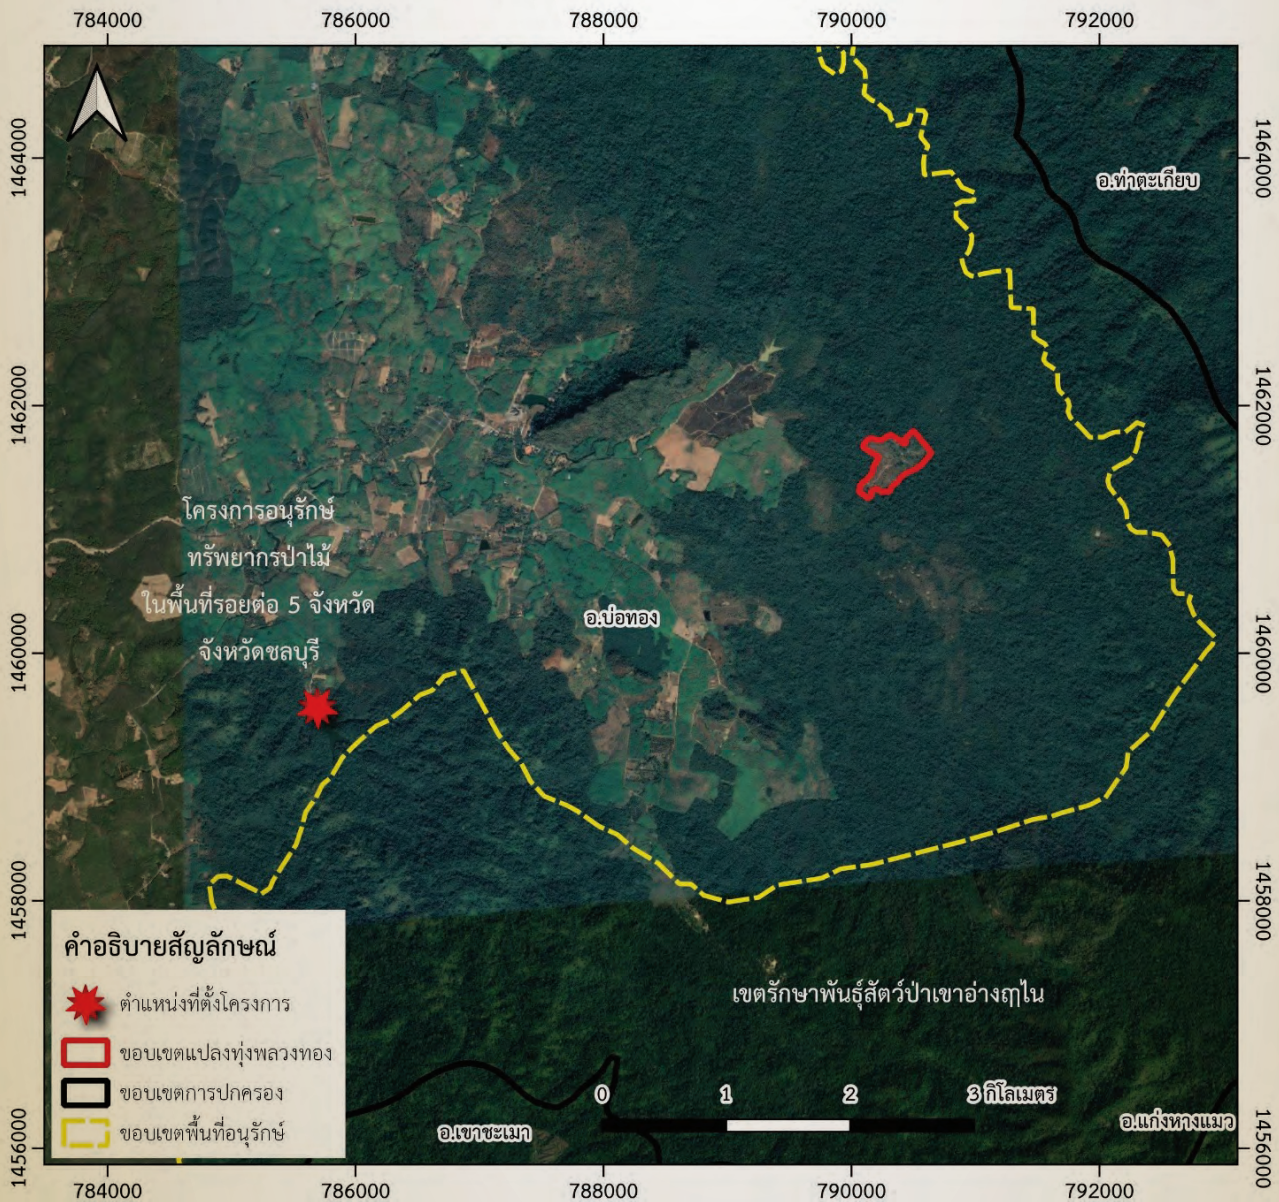 784000 786000 788000 790000 792000
1464000
1464000
อ.ท่าตะเกียบ
1462000
1462000
โครงการอนุรักษ์
ทรัพยากรป่าไม้
ในพื้นที่รอยต่อ 5 จังหวัด
จังหวัดชลบุรี
อ.บ่อทอง
1460000
1460000
1458000
1458000
คำอธิบายสัญลักษณ์
ตำแหน่งที่ตั้งโครงการ
ขอบเขตแปลงทุ่งพลวงทอง
ขอบเขตการปกครอง
ขอบเขตพื้นที่อนุรักษ์
เขตรักษาพันธุ์สัตว์ป่าเขาอ่างฤๅไน
0 1 2 3 กิโลเมตร
อ.เขาชะเมา
อ.แก่งหางแมว
1456000
1456000
784000 786000 788000 790000 792000